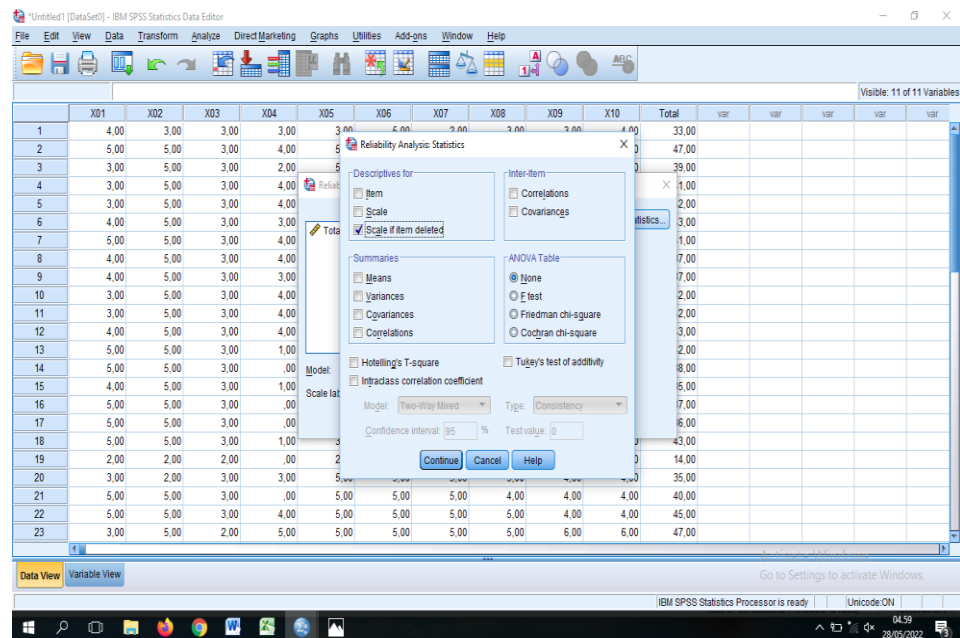 *Untitled1 [DataSet0] - IBM SPSS Statistics Data Editor
File Edit View Data Transform Analyze Direct Marketing Graphs Utilities Add-ons Window Help
Visible: 11 of 11 Variables
X01 X02 X03 X04 X05 X06 X07 X08 X09 X10 Total var var var var var
1 4,00 3,00 3,00 3,00 33,00
2 5,00 5,00 3,00 4,00 47,00
3 3,00 5,00 3,00 2,00 39,00
4 3,00 5,00 3,00 4,00
5 3,00 5,00 3,00 4,00
6 4,00 5,00 3,00 3,00
7 5,00 5,00 3,00 4,00
8 4,00 5,00 3,00 4,00
9 4,00 5,00 3,00 3,00
10 3,00 5,00 3,00 4,00
11 3,00 5,00 3,00 4,00
12 4,00 5,00 3,00 4,00
13 5,00 5,00 3,00 1,00
14 5,00 5,00 3,00 ,00
15 4,00 5,00 3,00 1,00
16 5,00 5,00 3,00 ,00
17 5,00 5,00 3,00 ,00
18 5,00 5,00 3,00 1,00 43,00
19 2,00 2,00 2,00 ,00 14,00
20 3,00 2,00 3,00 3,00 35,00
21 5,00 5,00 3,00 ,00 5,00 5,00 5,00 4,00 4,00 4,00 40,00
22 5,00 5,00 3,00 4,00 5,00 5,00 5,00 5,00 4,00 4,00 45,00
23 3,00 5,00 2,00 5,00 5,00 5,00 5,00 5,00 6,00 6,00 47,00
Model:
Reliability Analysis: Statistics
Descriptives for
Item
Scale
Scale if item deleted
Inter-Item
Correlations
Covariances
Summaries
Means
Variances
Covariances
Correlations
ANOVA Table
None
F test
Friedman chi-square
Cochran chi-square
Hotelling's T-square
Tukey's test of additivity
Intraclass correlation coefficient
Model: Two-Way Mixed Type: Consistency
Confidence interval: 95 % Test value: 0
Continue Cancel Help
Data View Variable View
Go to Settings to activate Windows.
IBM SPSS Statistics Processor is ready Unicode:ON
04.59
28/05/2022